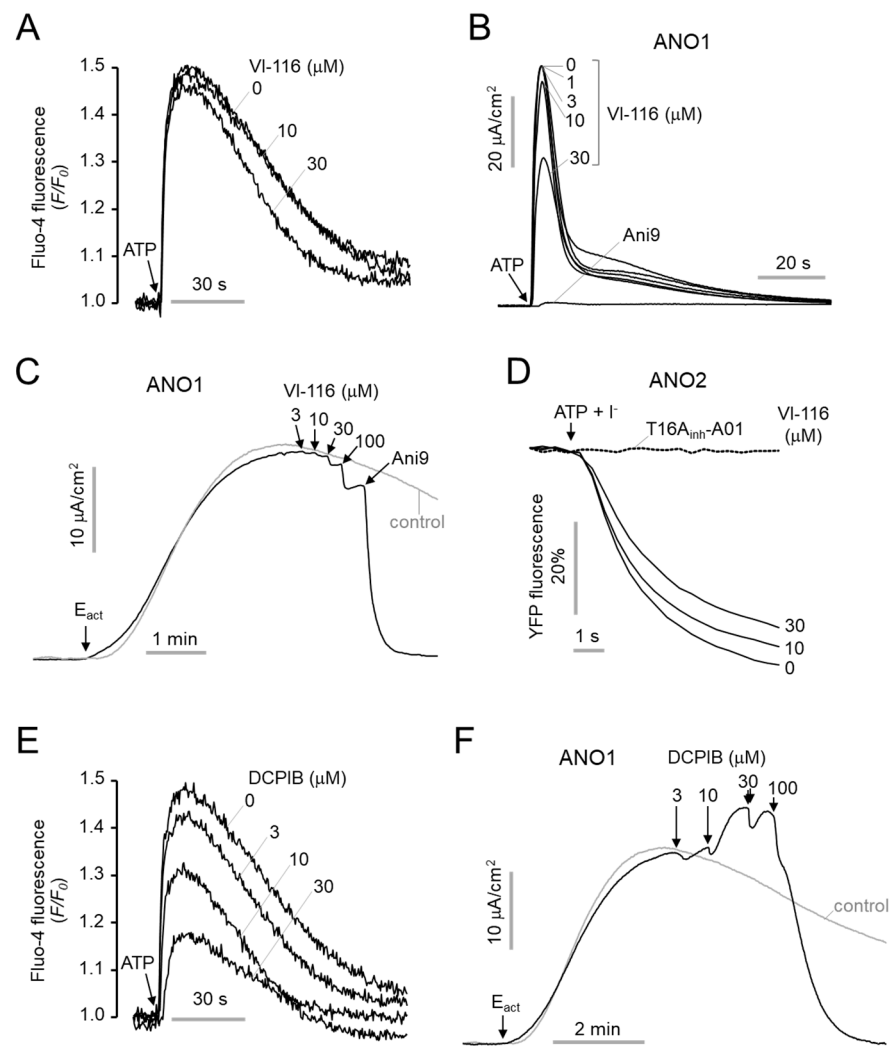 A
Fluo-4 fluorescence
(F/F0)
1.5
1.4
1.3
1.2
1.1
1.0
VI-116 (μM)
0
10
30
ATP
30 s
B
ANO1
20 μA/cm²
0
1
3
10
30
VI-116 (μM)
Ani9
ATP
20 s
C
ANO1
VI-116 (μM)
3
10
30
100
Ani9
10 μA/cm²
control
Eact
1 min
D
ANO2
ATP + I-
T16Ainh-A01
VI-116
(μM)
YFP fluorescence
20%
1 s
30
10
0
E
Fluo-4 fluorescence
(F/F0)
1.5
1.4
1.3
1.2
1.1
1.0
DCPIB (μM)
0
3
10
30
ATP
30 s
F
ANO1
DCPIB (μM)
3
10
30
100
10 μA/cm²
control
Eact
2 min